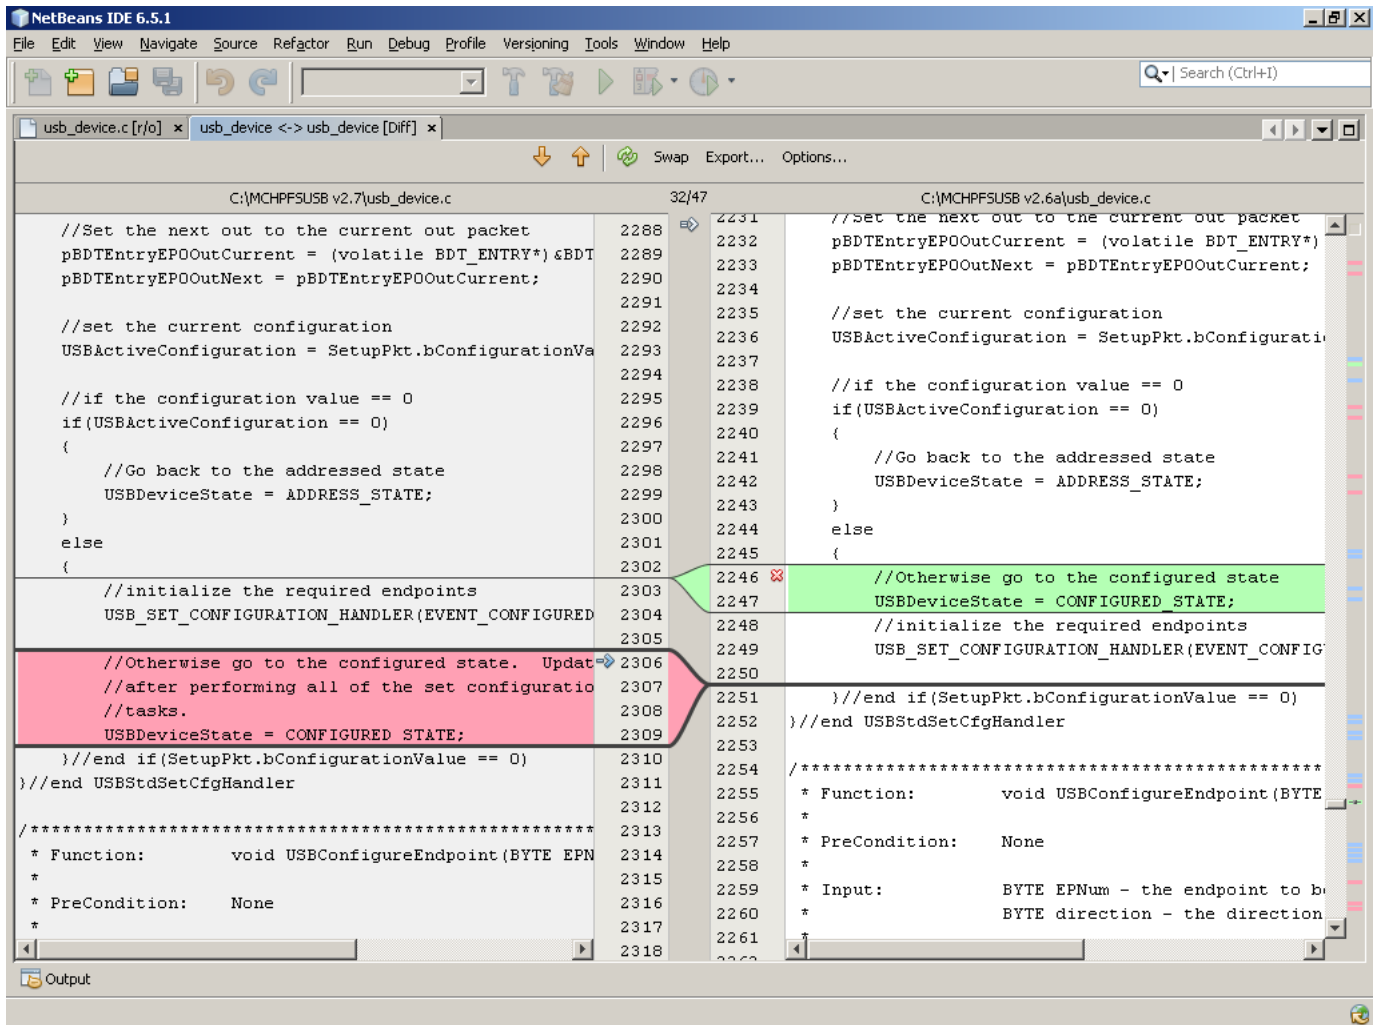 NetBeans IDE 6.5.1
File Edit View Navigate Source Refactor Run Debug Profile Versioning Tools Window Help
Search (Ctrl+I)
usb_device.c [r/o] x usb_device <-> usb_device [Diff] x
Swap Export... Options...
C:\MCHPFSUSB v2.7\usb_device.c 32/47 C:\MCHPFSUSB v2.6a\usb_device.c
//Set the next out to the current out packet 2288
pBDTEntryEP0OutCurrent = (volatile BDT_ENTRY*)&BDT 2289
pBDTEntryEP0OutNext = pBDTEntryEP0OutCurrent; 2290
2291
//set the current configuration 2292
USBActiveConfiguration = SetupPkt.bConfigurationVa 2293
2294
//if the configuration value == 0 2295
if(USBActiveConfiguration == 0) 2296
{ 2297
//Go back to the addressed state 2298
USBDeviceState = ADDRESS_STATE; 2299
} 2300
else 2301
{ 2302
//initialize the required endpoints 2303
USB_SET_CONFIGURATION_HANDLER(EVENT_CONFIGURED 2304
2305
//Otherwise go to the configured state.  Updat 2306
//after performing all of the set configuratio 2307
//tasks. 2308
USBDeviceState = CONFIGURED_STATE; 2309
}//end if(SetupPkt.bConfigurationValue == 0) 2310
}//end USBStdSetCfgHandler 2311
2312
/***************************************************** 2313
* Function: void USBConfigureEndpoint(BYTE EPN 2314
* 2315
* PreCondition: None 2316
* 2317
2318
2231 //Set the next out to the current out packet
2232 pBDTEntryEP0OutCurrent = (volatile BDT_ENTRY*)
2233 pBDTEntryEP0OutNext = pBDTEntryEP0OutCurrent;
2234
2235 //set the current configuration
2236 USBActiveConfiguration = SetupPkt.bConfigurati
2237
2238 //if the configuration value == 0
2239 if(USBActiveConfiguration == 0)
2240 {
2241 //Go back to the addressed state
2242 USBDeviceState = ADDRESS_STATE;
2243 }
2244 else
2245 {
2246 //Otherwise go to the configured state
2247 USBDeviceState = CONFIGURED_STATE;
2248 //initialize the required endpoints
2249 USB_SET_CONFIGURATION_HANDLER(EVENT_CONFIG
2250
2251 }//end if(SetupPkt.bConfigurationValue == 0)
2252 }//end USBStdSetCfgHandler
2253
2254 /*************************************************
2255 * Function: void USBConfigureEndpoint(BYTE
2256 *
2257 * PreCondition: None
2258 *
2259 * Input: BYTE EPNum - the endpoint to b
2260 * BYTE direction - the direction
2261 *
Output